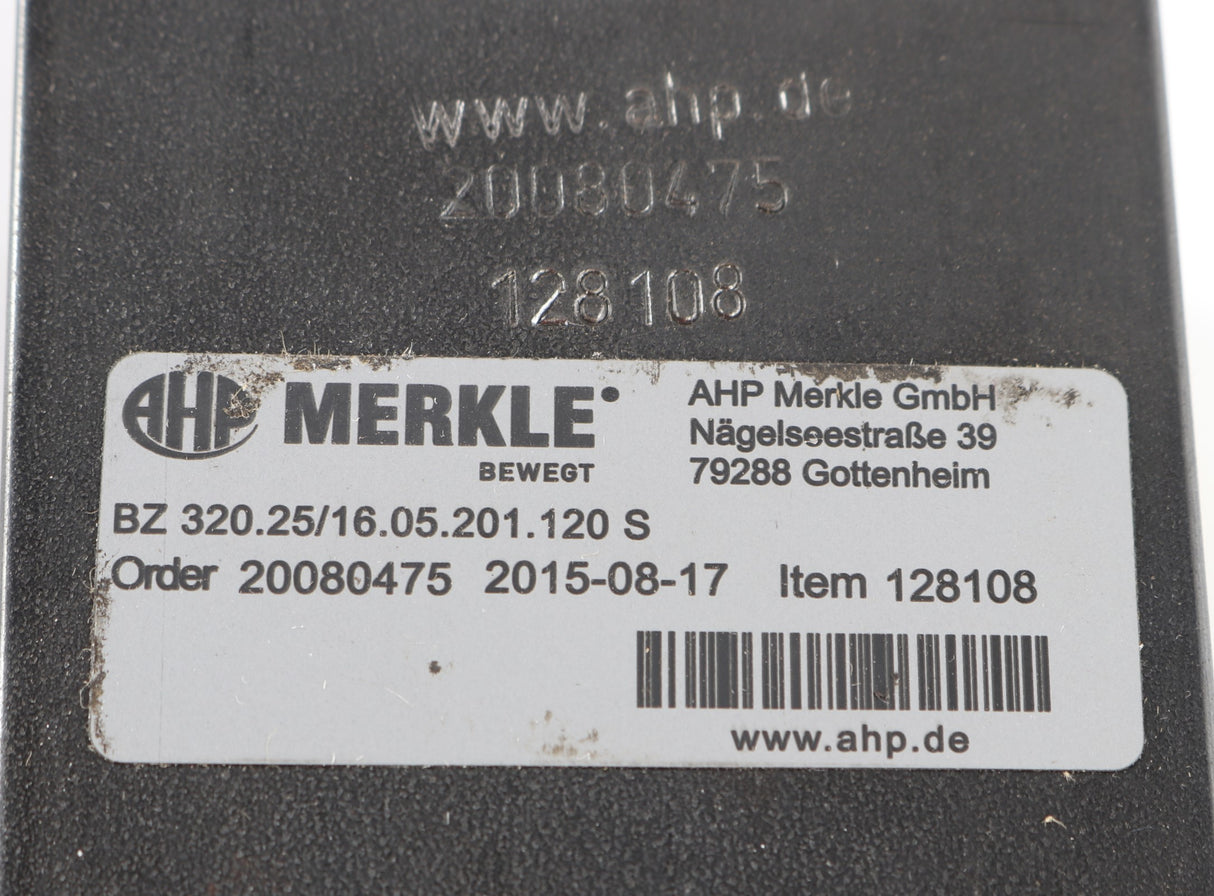 www.ahp.de
20080475
128108
AHP MERKLE
BEWEGT
AHP Merkle GmbH
Nägelseestraße 39
79288 Gottenheim
BZ 320.25/16.05.201.120 S
Order 20080475 2015-08-17 Item 128108
www.ahp.de